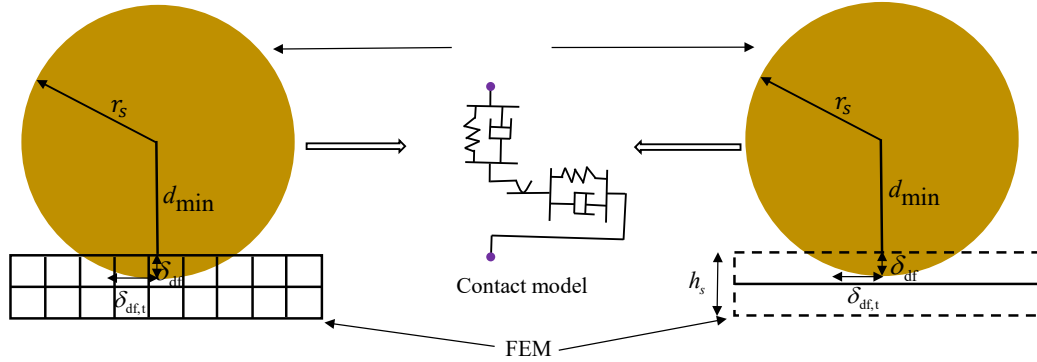 r_s
d_min
δ_df
δ_df,t
Contact model
r_s
d_min
h_s
δ_df
δ_df,t
FEM